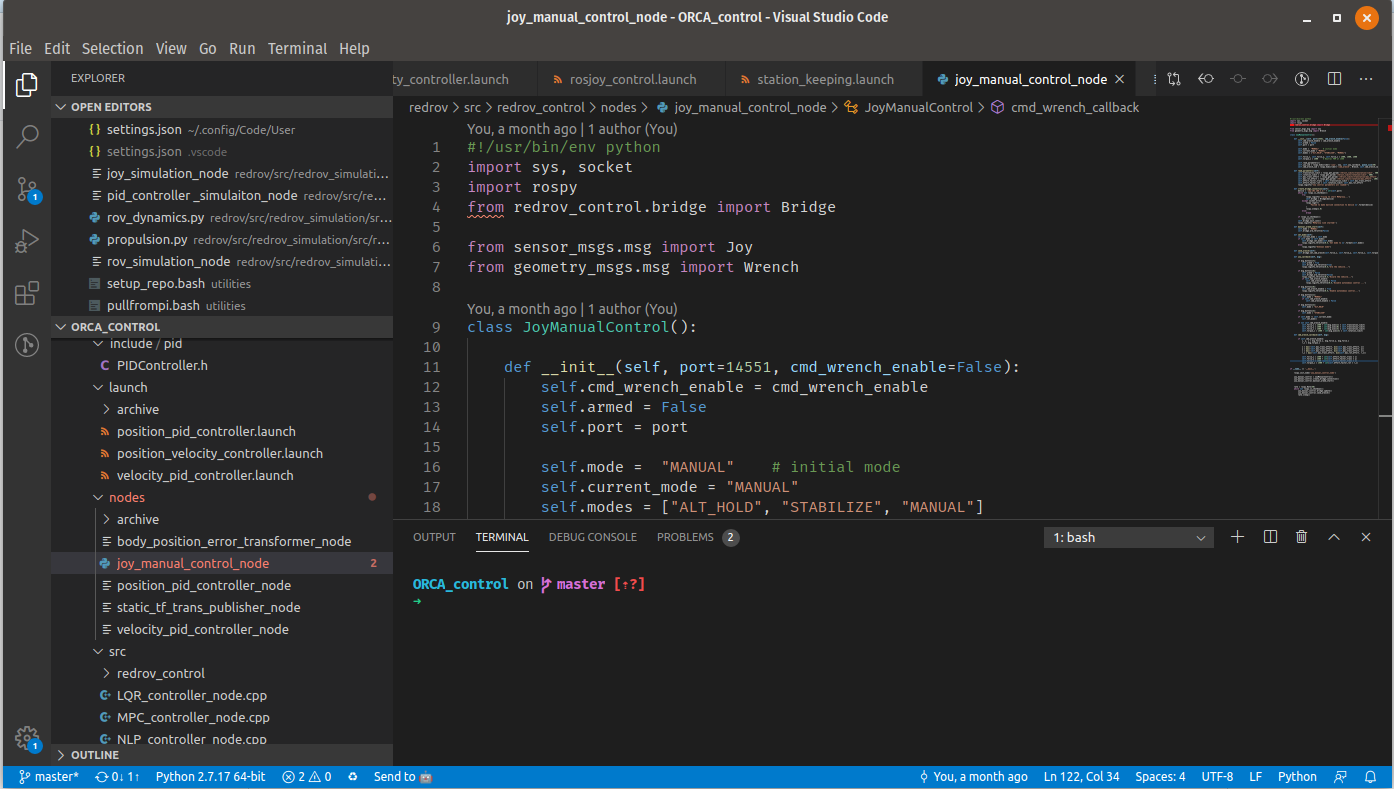 joy_manual_control_node - ORCA_control - Visual Studio Code
File Edit Selection View Go Run Terminal Help
EXPLORER
OPEN EDITORS
settings.json ~/.config/Code/User
settings.json .vscode
joy_simulation_node redrov/src/redrov_simulati...
pid_controller _simulaiton_node redrov/src/re...
rov_dynamics.py redrov/src/redrov_simulation/sr...
propulsion.py redrov/src/redrov_simulation/src/r...
rov_simulation_node redrov/src/redrov_simulati...
setup_repo.bash utilities
pullfrompi.bash utilities
ORCA_CONTROL
include / pid
PIDController.h
launch
archive
position_pid_controller.launch
position_velocity_controller.launch
velocity_pid_controller.launch
nodes
archive
body_position_error_transformer_node
joy_manual_control_node 2
position_pid_controller_node
static_tf_trans_publisher_node
velocity_pid_controller_node
src
redrov_control
LQR_controller_node.cpp
MPC_controller_node.cpp
NLP_controller_node.cpp
OUTLINE
ty_controller.launch rosjoy_control.launch station_keeping.launch joy_manual_control_node
redrov > src > redrov_control > nodes > joy_manual_control_node > JoyManualControl > cmd_wrench_callback
You, a month ago | 1 author (You)
1 #!/usr/bin/env python
2 import sys, socket
3 import rospy
4 from redrov_control.bridge import Bridge
5
6 from sensor_msgs.msg import Joy
7 from geometry_msgs.msg import Wrench
8
You, a month ago | 1 author (You)
9 class JoyManualControl():
10
11 def __init__(self, port=14551, cmd_wrench_enable=False):
12 self.cmd_wrench_enable = cmd_wrench_enable
13 self.armed = False
14 self.port = port
15
16 self.mode =  "MANUAL"    # initial mode
17 self.current_mode = "MANUAL"
18 self.modes = ["ALT_HOLD", "STABILIZE", "MANUAL"]
OUTPUT TERMINAL DEBUG CONSOLE PROBLEMS 2 1: bash
ORCA_control on master [⇡?]
➜
1
1
master* 0↓ 1↑ Python 2.7.17 64-bit 2 0 Send to 🤖 You, a month ago Ln 122, Col 34 Spaces: 4 UTF-8 LF Python